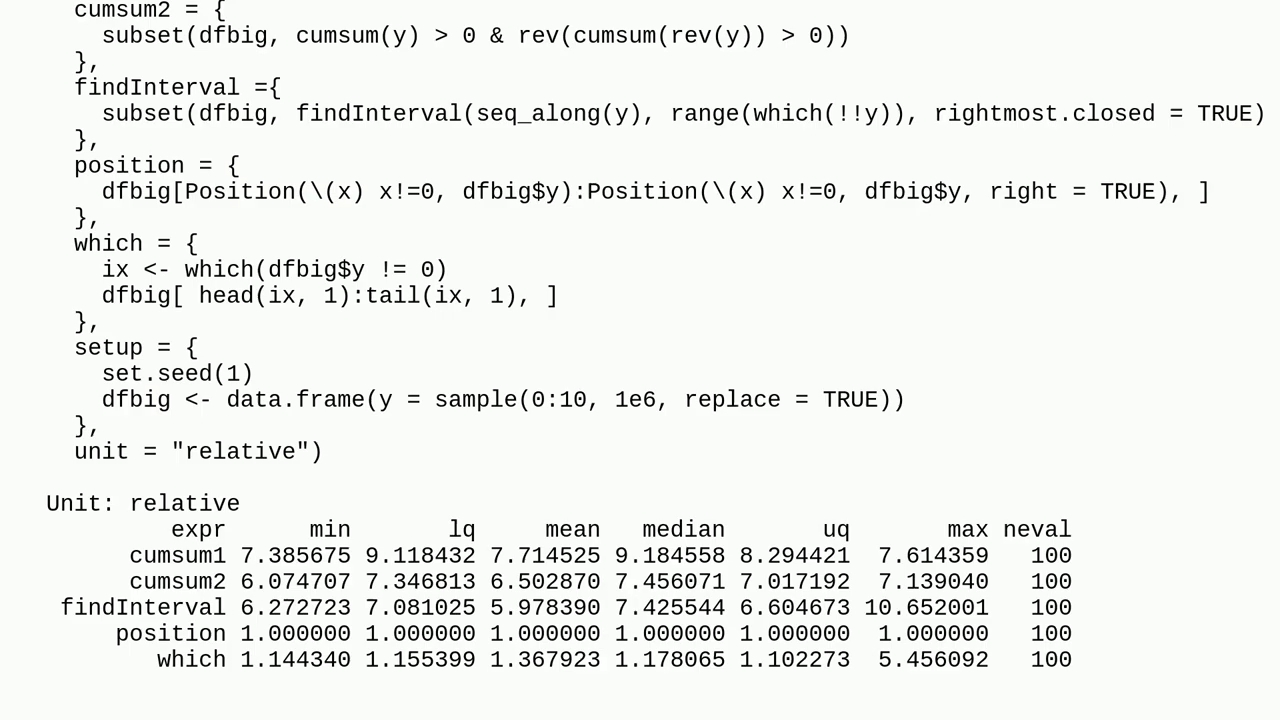 cumsum2 = {
subset(dfbig, cumsum(y) > 0 & rev(cumsum(rev(y)) > 0))
},
findInterval ={
subset(dfbig, findInterval(seq_along(y), range(which(!!y)), rightmost.closed = TRUE)
},
position = {
dfbig[Position(\(x) x!=0, dfbig$y):Position(\(x) x!=0, dfbig$y, right = TRUE), ]
},
which = {
ix <- which(dfbig$y != 0)
dfbig[ head(ix, 1):tail(ix, 1), ]
},
setup = {
set.seed(1)
dfbig <- data.frame(y = sample(0:10, 1e6, replace = TRUE))
},
unit = "relative")
Unit: relative
expr min lq mean median uq max neval
cumsum1 7.385675 9.118432 7.714525 9.184558 8.294421 7.614359 100
cumsum2 6.074707 7.346813 6.502870 7.456071 7.017192 7.139040 100
findInterval 6.272723 7.081025 5.978390 7.425544 6.604673 10.652001 100
position 1.000000 1.000000 1.000000 1.000000 1.000000 1.000000 100
which 1.144340 1.155399 1.367923 1.178065 1.102273 5.456092 100